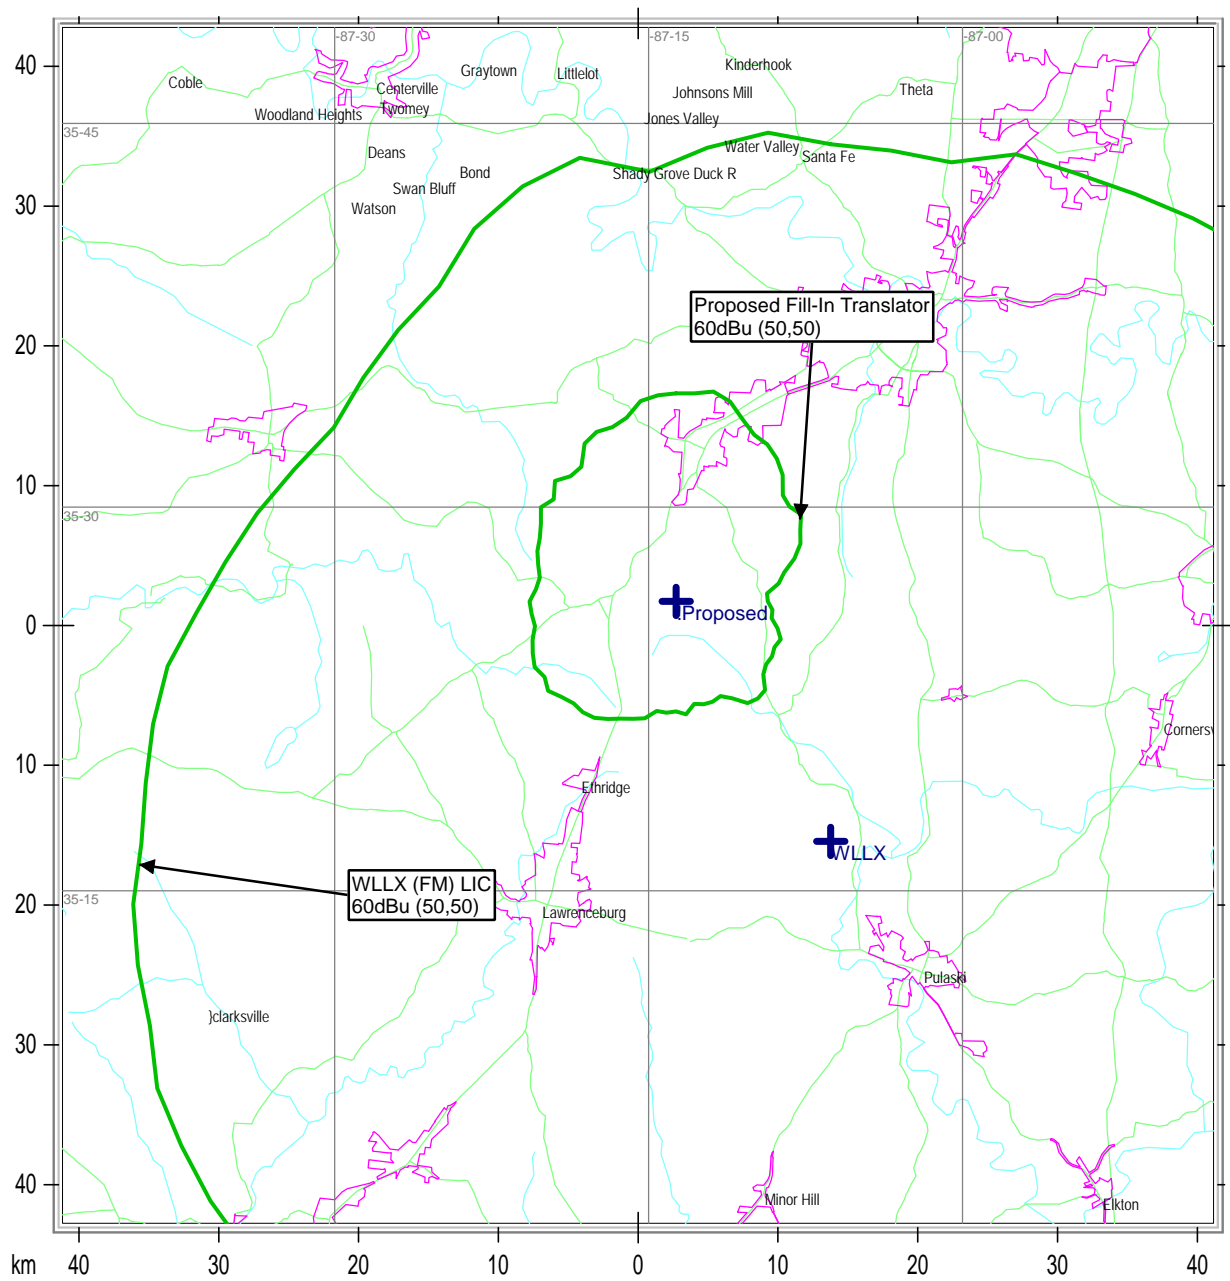 -87-30
-87-15
-87-00
40
Coble
Graytown
Littlelot
Kinderhook
Centerville
Theta
Johnsons Mill
Woodland Heights
Twomey
Jones Valley
35-45
Deans
Water Valley
Santa Fe
Bond
Shady Grove Duck R
Swan Bluff
30
Watson
Proposed Fill-In Translator
60dBu (50,50)
20
10
35-30
Proposed
0
Cornersv
10
Ethridge
WLLX
WLLX (FM) LIC
60dBu (50,50)
35-15
20
Lawrenceburg
Pulaski
clarksville
30
40
Minor Hill
Elkton
km
40
30
20
10
0
10
20
30
40